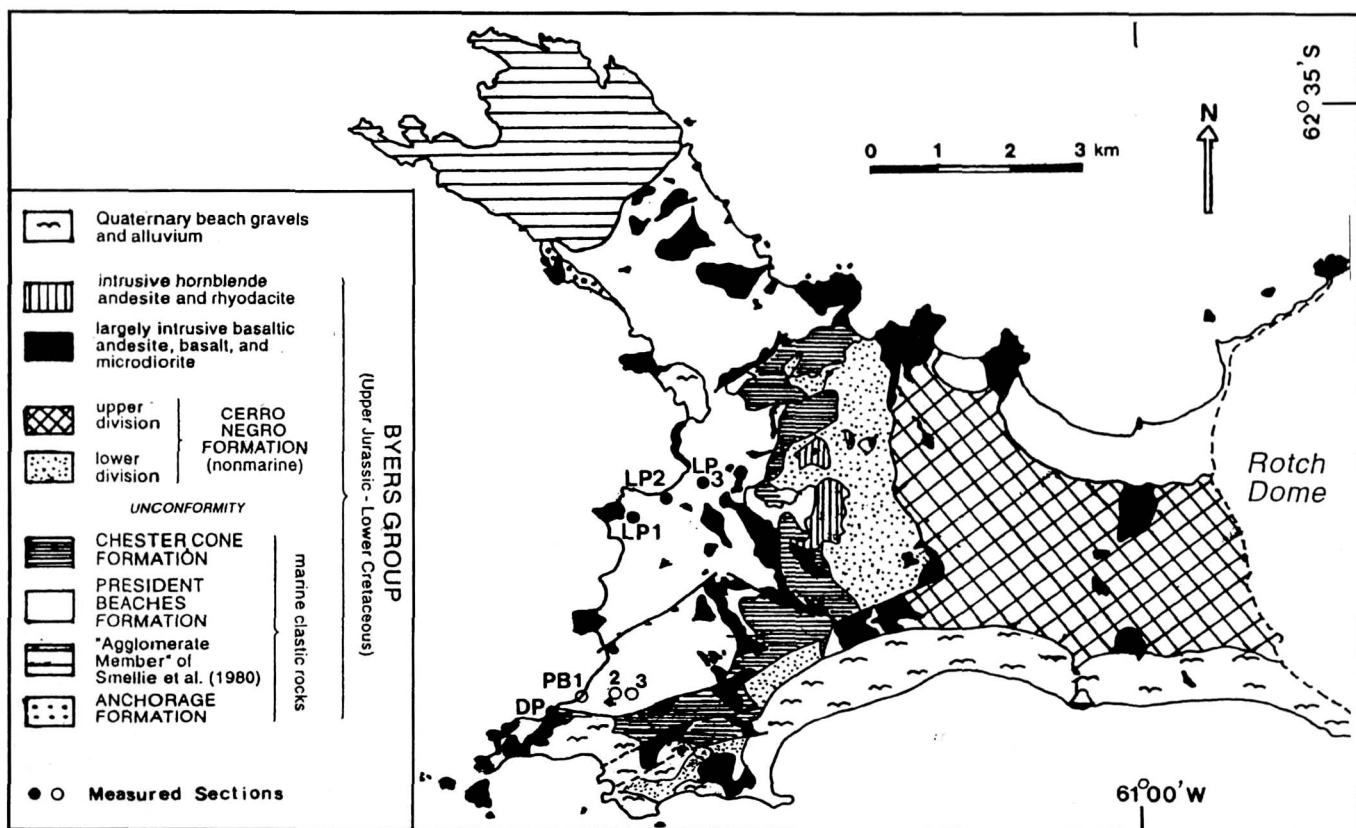 Quaternary beach gravels
and alluvium
intrusive hornblende
andesite and rhyodacite
largely intrusive basaltic
andesite, basalt, and
microdiorite
upper
division
lower
division
CERRO
NEGRO
FORMATION
(nonmarine)
UNCONFORMITY
CHESTER CONE
FORMATION
PRESIDENT
BEACHES
FORMATION
"Agglomerate
Member" of
Smellie et al. (1980)
ANCHORAGE
FORMATION
marine clastic rocks
BYERS GROUP
(Upper Jurassic - Lower Cretaceous)
Measured Sections
62°35'S
N
0 1 2 3 km
LP2
LP
3
LP1
PB1
2
3
DP
Rotch
Dome
61°00'W